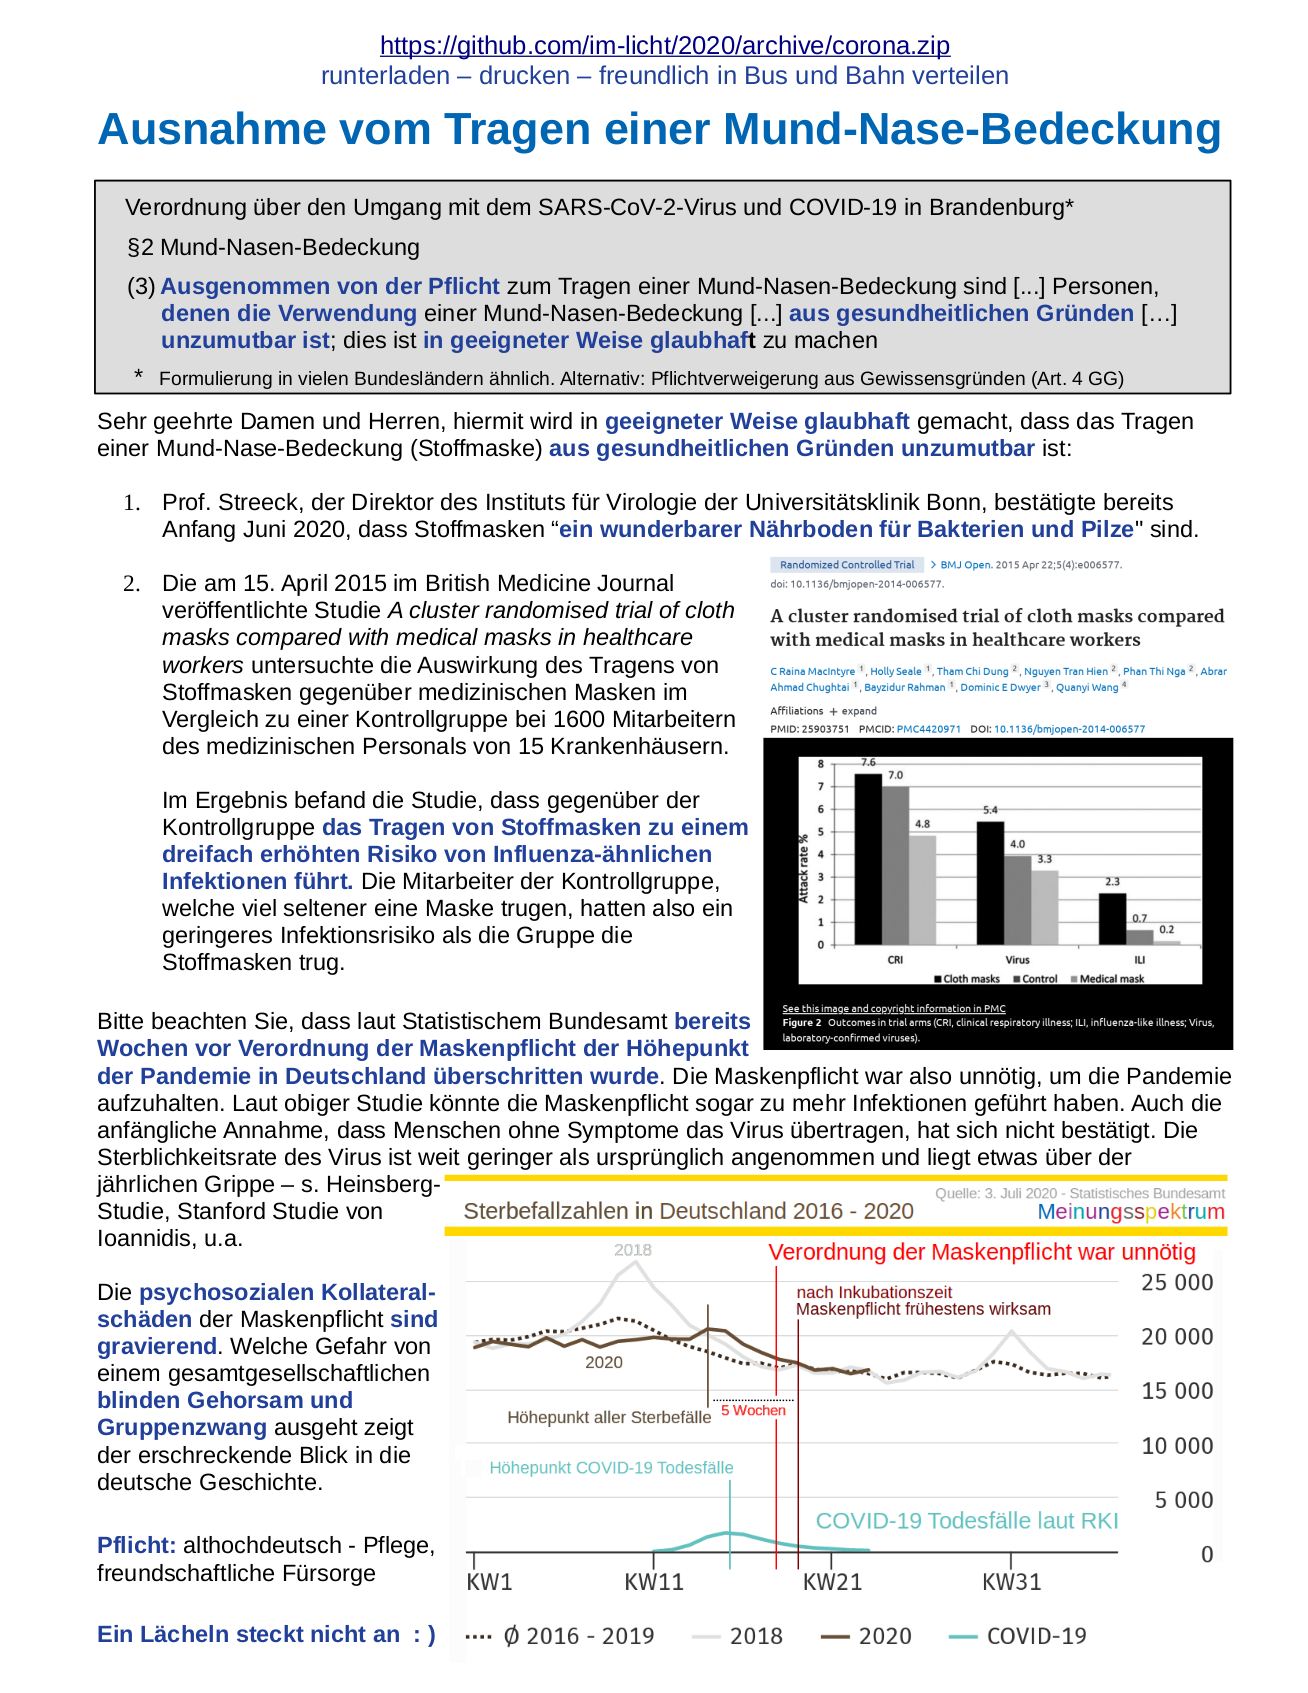 https://github.com/im-licht/2020/archive/corona.zip
runterladen – drucken – freundlich in Bus und Bahn verteilen
Ausnahme vom Tragen einer Mund-Nase-Bedeckung
Verordnung über den Umgang mit dem SARS-CoV-2-Virus und COVID-19 in Brandenburg*
§2 Mund-Nasen-Bedeckung
(3) Ausgenommen von der Pflicht zum Tragen einer Mund-Nasen-Bedeckung sind [...] Personen,
denen die Verwendung einer Mund-Nasen-Bedeckung [...] aus gesundheitlichen Gründen […]
unzumutbar ist; dies ist in geeigneter Weise glaubhaft zu machen
* Formulierung in vielen Bundesländern ähnlich. Alternativ: Pflichtverweigerung aus Gewissensgründen (Art. 4 GG)
Sehr geehrte Damen und Herren, hiermit wird in geeigneter Weise glaubhaft gemacht, dass das Tragen
einer Mund-Nase-Bedeckung (Stoffmaske) aus gesundheitlichen Gründen unzumutbar ist:
1. Prof. Streeck, der Direktor des Instituts für Virologie der Universitätsklinik Bonn, bestätigte bereits
Anfang Juni 2020, dass Stoffmasken “ein wunderbarer Nährboden für Bakterien und Pilze" sind.
2. Die am 15. April 2015 im British Medicine Journal
veröffentlichte Studie A cluster randomised trial of cloth
masks compared with medical masks in healthcare
workers untersuchte die Auswirkung des Tragens von
Stoffmasken gegenüber medizinischen Masken im
Vergleich zu einer Kontrollgruppe bei 1600 Mitarbeitern
des medizinischen Personals von 15 Krankenhäusern.
Im Ergebnis befand die Studie, dass gegenüber der
Kontrollgruppe das Tragen von Stoffmasken zu einem
dreifach erhöhten Risiko von Influenza-ähnlichen
Infektionen führt. Die Mitarbeiter der Kontrollgruppe,
welche viel seltener eine Maske trugen, hatten also ein
geringeres Infektionsrisiko als die Gruppe die
Stoffmasken trug.
Randomized Controlled Trial > BMJ Open. 2015 Apr 22;5(4):e006577.
doi: 10.1136/bmjopen-2014-006577.
A cluster randomised trial of cloth masks compared
with medical masks in healthcare workers
C Raina MacIntyre 1, Holly Seale 1, Tham Chi Dung 2, Nguyen Tran Hien 2, Phan Thi Nga 2, Abrar
Ahmad Chughtai 1, Bayzidur Rahman 1, Dominic E Dwyer 3, Quanyi Wang 4
Affiliations + expand
PMID: 25903751 PMCID: PMC4420971 DOI: 10.1136/bmjopen-2014-006577
Attack rate %
8
7
6
5
4
3
2
1
0
7.6
7.0
4.8
5.4
4.0
3.3
2.3
0.7
0.2
CRI Virus ILI
Cloth masks Control Medical mask
See this image and copyright information in PMC
Figure 2 Outcomes in trial arms (CRI, clinical respiratory illness; ILI, influenza-like illness; Virus,
laboratory-confirmed viruses).
Bitte beachten Sie, dass laut Statistischem Bundesamt bereits
Wochen vor Verordnung der Maskenpflicht der Höhepunkt
der Pandemie in Deutschland überschritten wurde. Die Maskenpflicht war also unnötig, um die Pandemie
aufzuhalten. Laut obiger Studie könnte die Maskenpflicht sogar zu mehr Infektionen geführt haben. Auch die
anfängliche Annahme, dass Menschen ohne Symptome das Virus übertragen, hat sich nicht bestätigt. Die
Sterblichkeitsrate des Virus ist weit geringer als ursprünglich angenommen und liegt etwas über der
jährlichen Grippe – s. Heinsberg-
Studie, Stanford Studie von
Ioannidis, u.a.
Die psychosozialen Kollateral-
schäden der Maskenpflicht sind
gravierend. Welche Gefahr von
einem gesamtgesellschaftlichen
blinden Gehorsam und
Gruppenzwang ausgeht zeigt
der erschreckende Blick in die
deutsche Geschichte.
Pflicht: althochdeutsch - Pflege,
freundschaftliche Fürsorge
Ein Lächeln steckt nicht an : )
Quelle: 3. Juli 2020 - Statistisches Bundesamt
Sterbefallzahlen in Deutschland 2016 - 2020
Meinungsspektrum
2018
Verordnung der Maskenpflicht war unnötig
nach Inkubationszeit
Maskenpflicht frühestens wirksam
25 000
20 000
15 000
10 000
5 000
0
2020
5 Wochen
Höhepunkt aller Sterbefälle
Höhepunkt COVID-19 Todesfälle
COVID-19 Todesfälle laut RKI
KW1 KW11 KW21 KW31
Ø 2016 - 2019 2018 2020 COVID-19